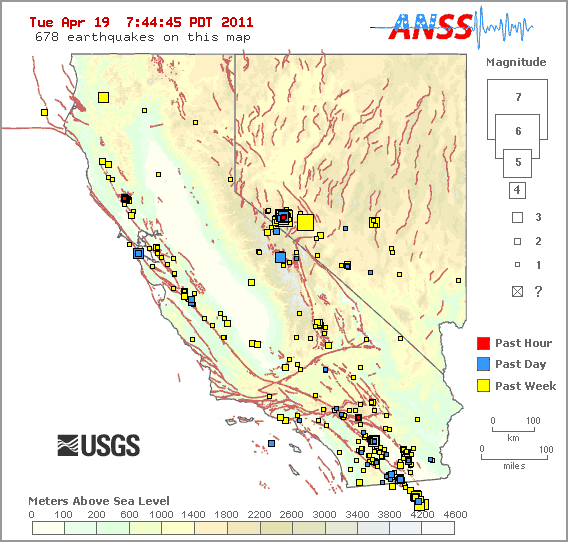 Tue Apr 19 7:44:45 PDT 2011
678 earthquakes on this map
ANSS
Magnitude
7
6
5
4
3
2
1
?
Past Hour
Past Day
Past Week
0 100
km
0 100
miles
USGS
Meters Above Sea Level
0 100 200 600 1000 1400 1800 2200 2600 3000 3400 3800 4200 4600